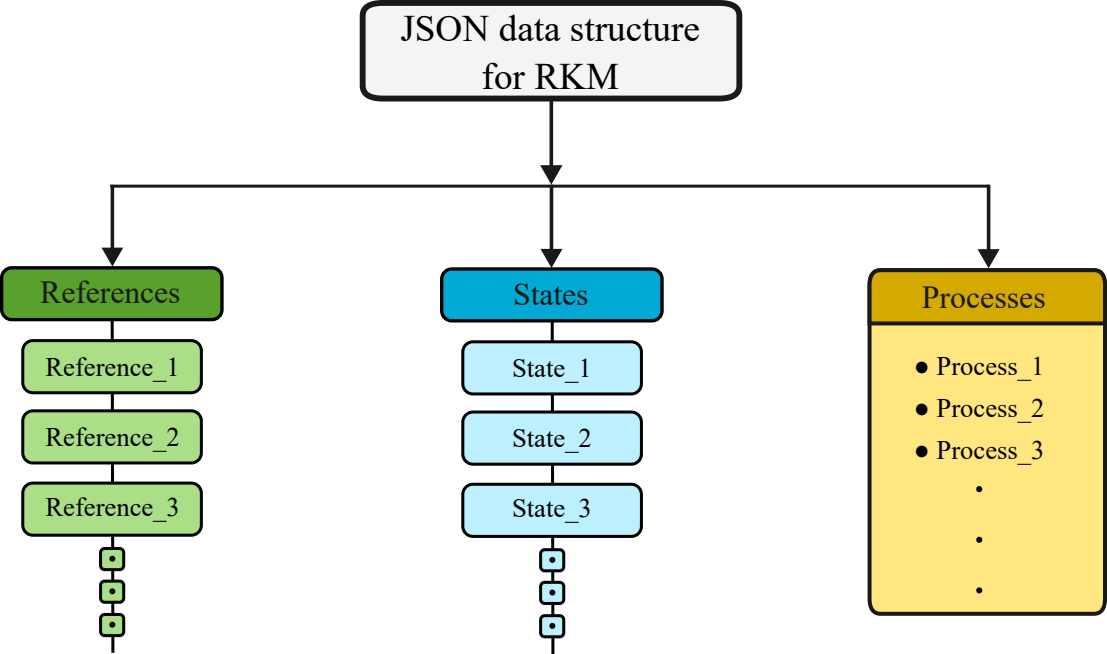 JSON data structure
for RKM
References
Reference_1
Reference_2
Reference_3
States
State_1
State_2
State_3
Processes
● Process_1
● Process_2
● Process_3